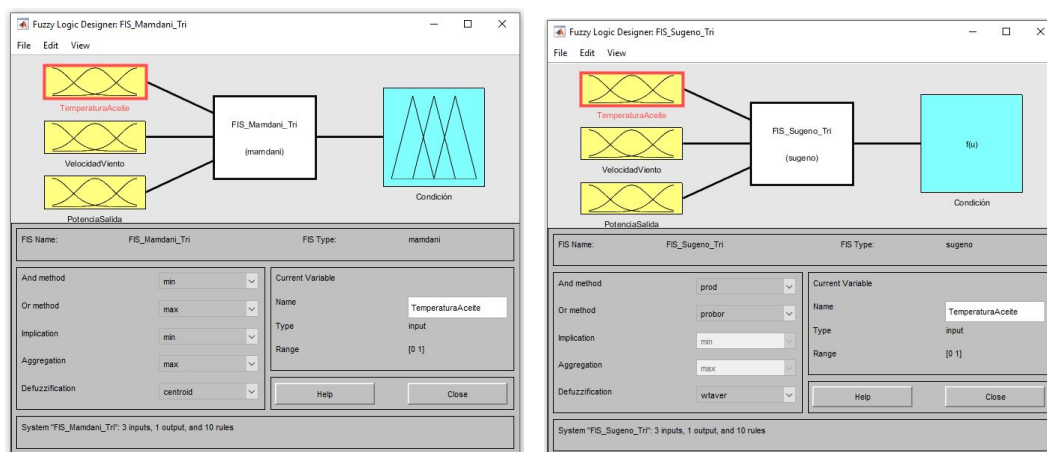 Fuzzy Logic Designer: FIS_Mamdani_Tri
File Edit View
TemperaturaAceite
VelocidadViento
PotenciaSalida
FIS_Mamdani_Tri
(mamdani)
Condición
FIS Name: FIS_Mamdani_Tri FIS Type: mamdani
And method min
Or method max
Implication min
Aggregation max
Defuzzification centroid
Current Variable
Name TemperaturaAceite
Type input
Range [0 1]
Help Close
System "FIS_Mamdani_Tri": 3 inputs, 1 output, and 10 rules
Fuzzy Logic Designer: FIS_Sugeno_Tri
File Edit View
TemperaturaAceite
VelocidadViento
PotenciaSalida
FIS_Sugeno_Tri
(sugeno)
f(u)
Condición
FIS Name: FIS_Sugeno_Tri FIS Type: sugeno
And method prod
Or method probor
Implication min
Aggregation max
Defuzzification wtaver
Current Variable
Name TemperaturaAceite
Type input
Range [0 1]
Help Close
System "FIS_Sugeno_Tri": 3 inputs, 1 output, and 10 rules